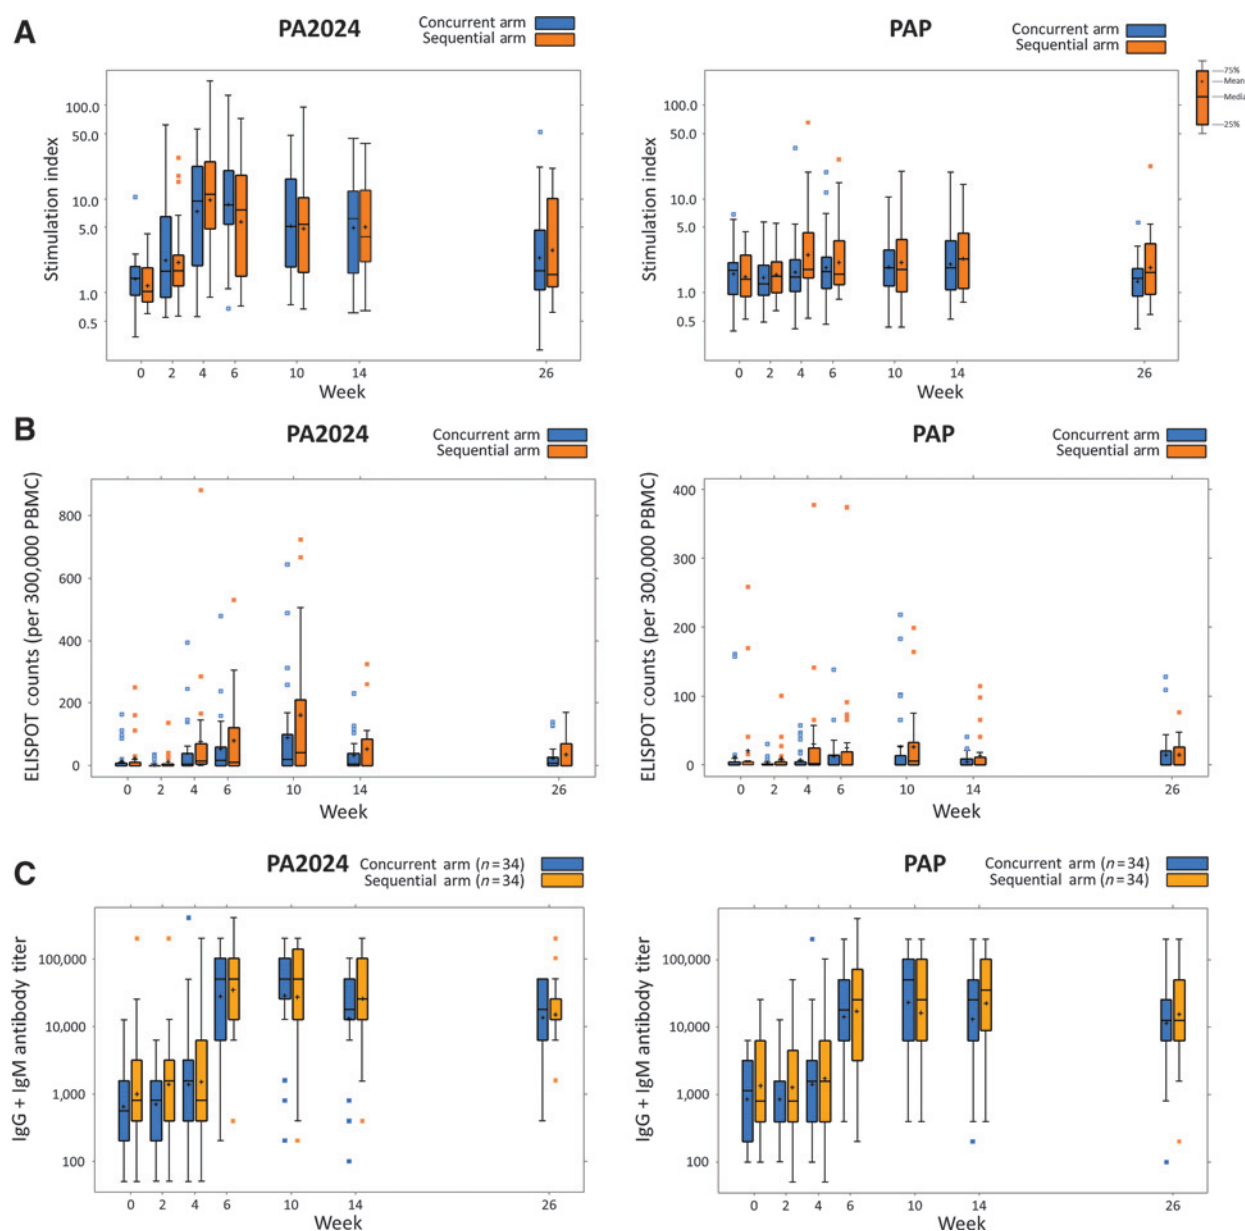 A
PA2024
Concurrent arm
Sequential arm
Stimulation index
100.0
50.0
10.0
5.0
1.0
0.5
0 2 4 6 10 14 26
Week
PAP
Concurrent arm
Sequential arm
75%
Mean
Media
25%
Stimulation index
100.0
50.0
10.0
5.0
1.0
0.5
0 2 4 6 10 14 26
Week
B
PA2024
Concurrent arm
Sequential arm
ELISPOT counts (per 300,000 PBMC)
800
600
400
200
0
0 2 4 6 10 14 26
Week
PAP
Concurrent arm
Sequential arm
ELISPOT counts (per 300,000 PBMC)
400
300
200
100
0
0 2 4 6 10 14 26
Week
C
PA2024
Concurrent arm (n=34)
Sequential arm (n=34)
IgG + IgM antibody titer
100,000
10,000
1,000
100
0 2 4 6 10 14 26
Week
PAP
Concurrent arm (n=34)
Sequential arm (n=34)
IgG + IgM antibody titer
100,000
10,000
1,000
100
0 2 4 6 10 14 26
Week